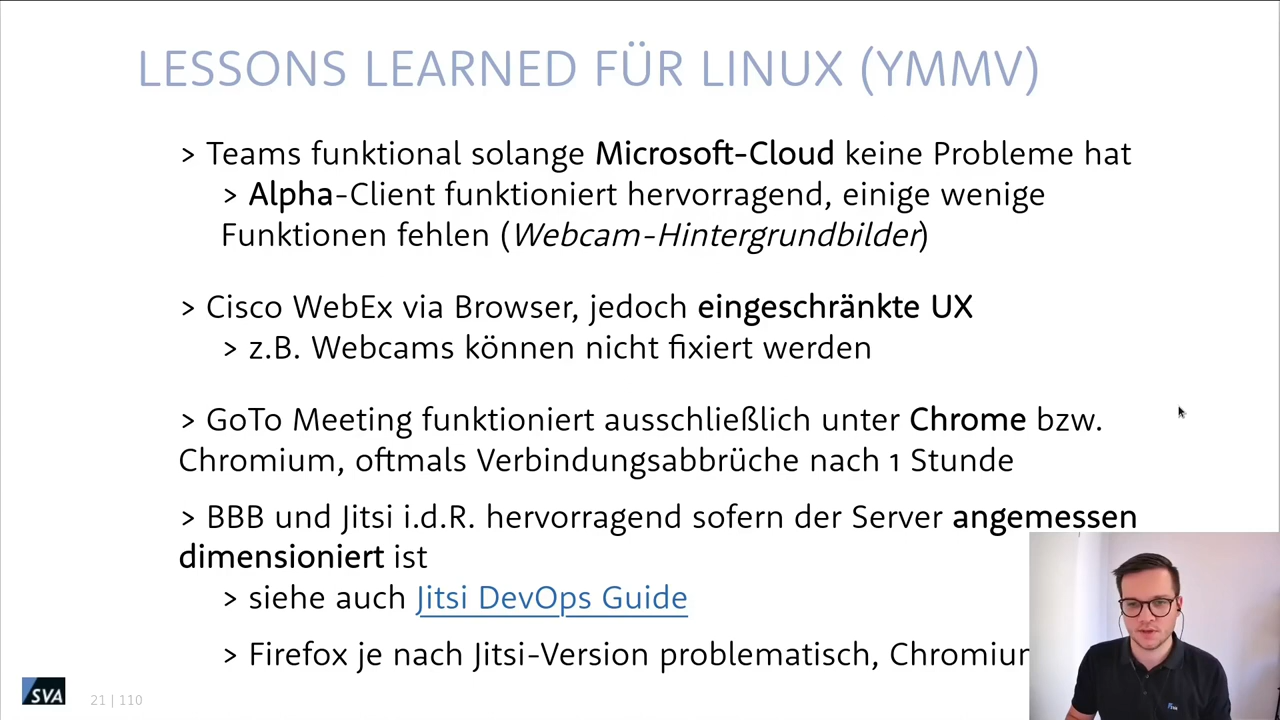 LESSONS LEARNED FÜR LINUX (YMMV)
> Teams funktional solange Microsoft-Cloud keine Probleme hat
> Alpha-Client funktioniert hervorragend, einige wenige
Funktionen fehlen (Webcam-Hintergrundbilder)
> Cisco WebEx via Browser, jedoch eingeschränkte UX
> z.B. Webcams können nicht fixiert werden
> GoTo Meeting funktioniert ausschließlich unter Chrome bzw.
Chromium, oftmals Verbindungsabbrüche nach 1 Stunde
> BBB und Jitsi i.d.R. hervorragend sofern der Server angemessen
dimensioniert ist
> siehe auch Jitsi DevOps Guide
> Firefox je nach Jitsi-Version problematisch,
SVA
21 | 110